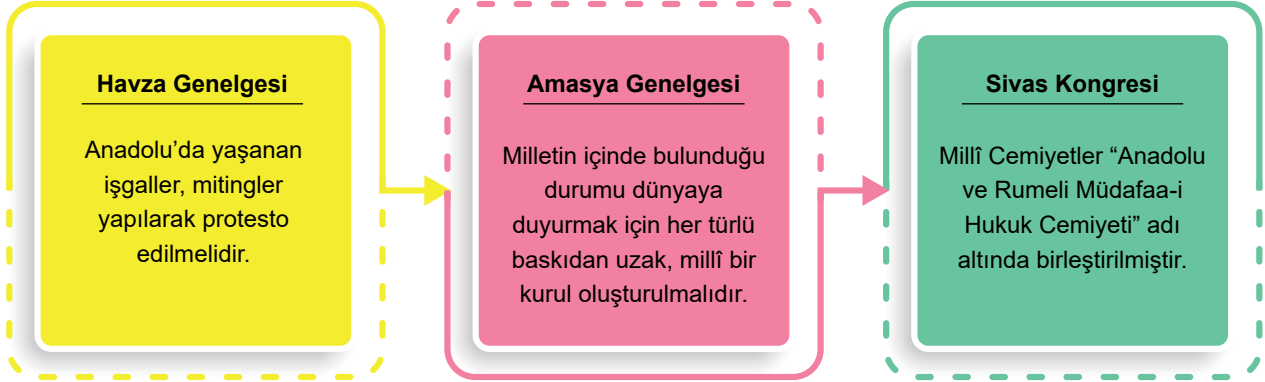 Havza Genelgesi
Anadolu’da yaşanan
işgaller, mitingler
yapılarak protesto
edilmelidir.
Amasya Genelgesi
Milletin içinde bulunduğu
durumu dünyaya
duyurmak için her türlü
baskıdan uzak, millî bir
kurul oluşturulmalıdır.
Sivas Kongresi
Millî Cemiyetler “Anadolu
ve Rumeli Müdafaa-i
Hukuk Cemiyeti” adı
altında birleştirilmiştir.